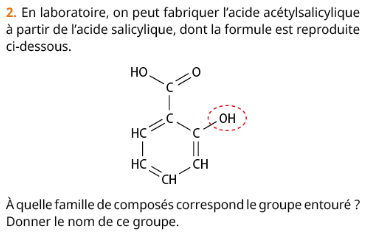 2. En laboratoire, on peut fabriquer l'acide acétylsalicylique
à partir de l'acide salicylique, dont la formule est reproduite
ci-dessous.
HO
O
C
C
OH
HC
C
HC
CH
CH
À quelle famille de composés correspond le groupe entouré ?
Donner le nom de ce groupe.